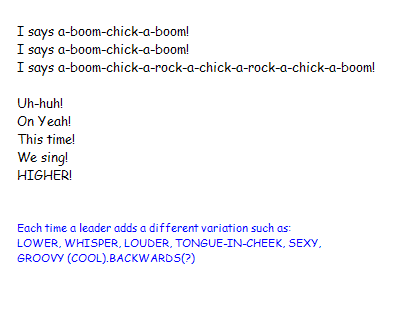 I says a-boom-chick-a-boom!
I says a-boom-chick-a-boom!
I says a-boom-chick-a-rock-a-chick-a-rock-a-chick-a-boom!
Uh-huh!
On Yeah!
This time!
We sing!
HIGHER!
Each time a leader adds a different variation such as:
LOWER, WHISPER, LOUDER, TONGUE-IN-CHEEK, SEXY,
GROOVY (COOL).BACKWARDS(?)